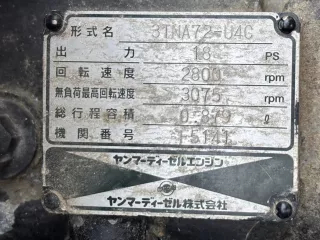 形式名 3TNA72-U4C
出力 18 PS
回転速度 2800 rpm
無負荷最高回転速度 3075 rpm
総行程容積 0.879 ℓ
機関番号
ヤンマーディーゼルエンジン
ヤンマーディーゼル株式会社